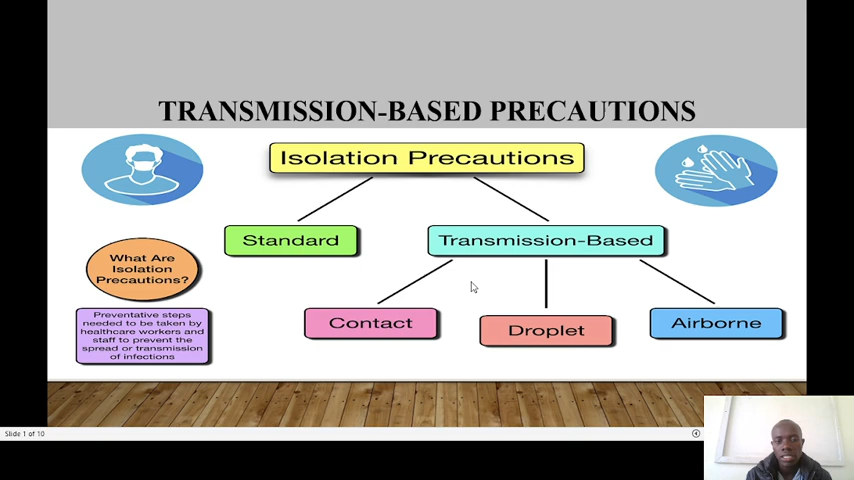 TRANSMISSION-BASED PRECAUTIONS
Isolation Precautions
Standard
Transmission-Based
What Are
Isolation
Precautions?
Preventative steps
needed to be taken by
healthcare workers and
staff to prevent the
spread or transmission
of infections
Contact
Droplet
Airborne
Slide 1 of 10